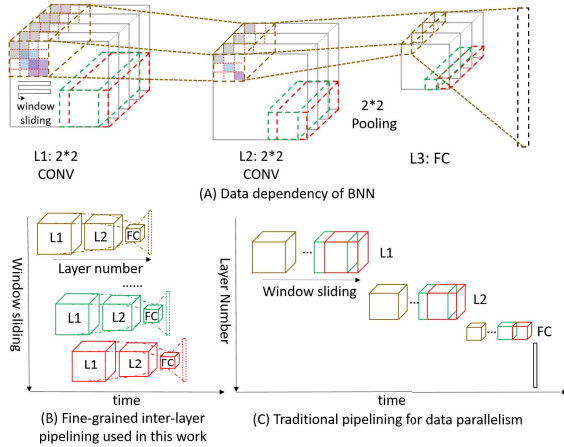 window
sliding
L1: 2*2
CONV
L2: 2*2
CONV
2*2
Pooling
L3: FC
(A) Data dependency of BNN
Window sliding
L1
L2
FC
Layer number
......
L1
L2
FC
L1
L2
FC
time
(B) Fine-grained inter-layer
pipelining used in this work
Layer Number
...
L1
Window sliding
...
L2
...
FC
time
(C) Traditional pipelining for data parallelism